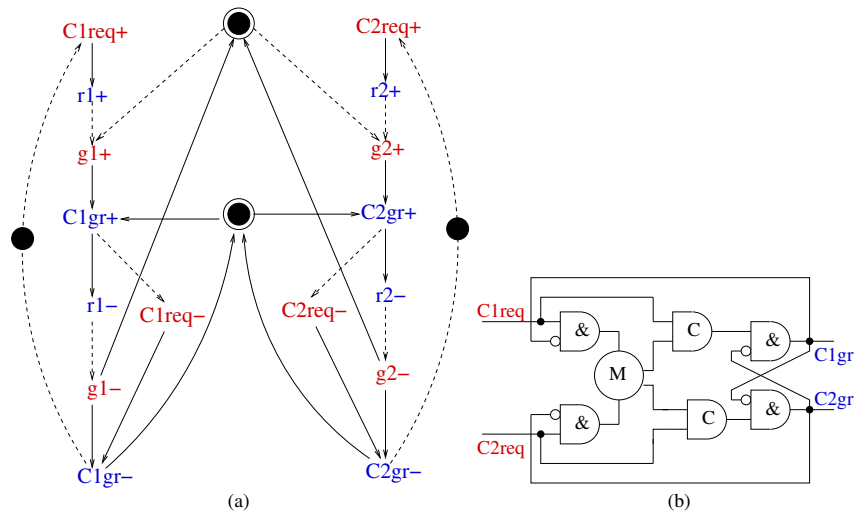 C1req+
C2req+
r1+
r2+
g1+
g2+
C1gr+
C2gr+
r1−
r2−
C1req−
C2req−
g1−
g2−
C1gr−
C2gr−
(a)
C1req
&
C
&
C1gr
M
C2gr
&
C
&
C2req
(b)